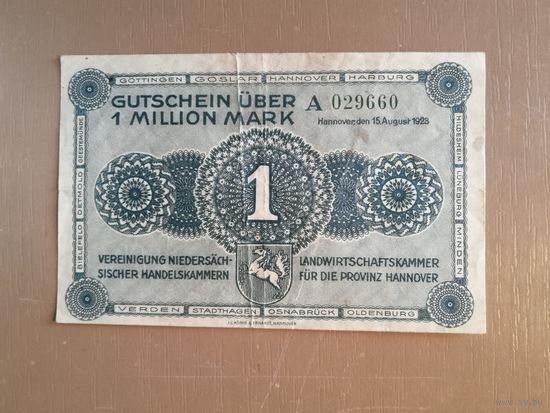 GÖTTINGEN GOSLAR HANNOVER HARBURG
GUTSCHEIN ÜBER
1 MILLION MARK
A 029660
Hannover, den 15. August 1923
BIELEFELD DETMOLD GEESTEMÜNDE
HILDESHEIM LÜNEBURG MINDEN
1
VEREINIGUNG NIEDERSÄCH-
SISCHER HANDELSKAMMERN
LANDWIRTSCHAFTSKAMMER
FÜR DIE PROVINZ HANNOVER
VERDEN STADTHAGEN OSNABRÜCK OLDENBURG